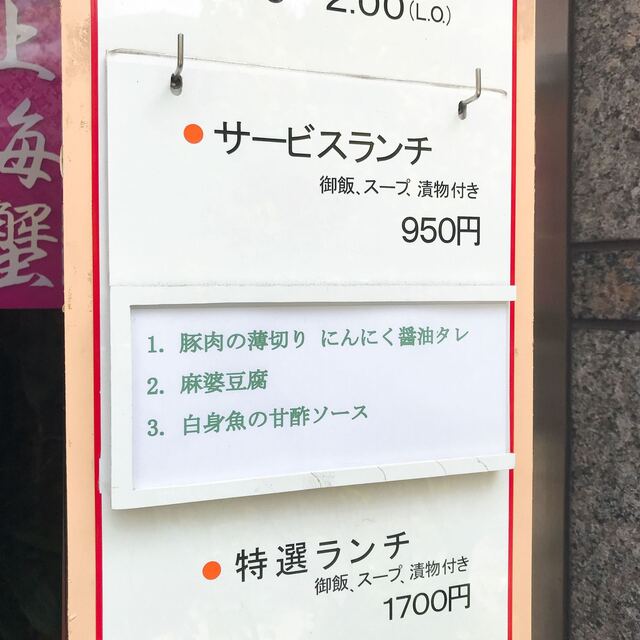 2.00 (L.O.)
上海蟹
● サービスランチ
御飯、スープ、漬物付き
950円
1. 豚肉の薄切り にんにく醤油タレ
2. 麻婆豆腐
3. 白身魚の甘酢ソース
● 特選ランチ
御飯、スープ、漬物付き
1700円